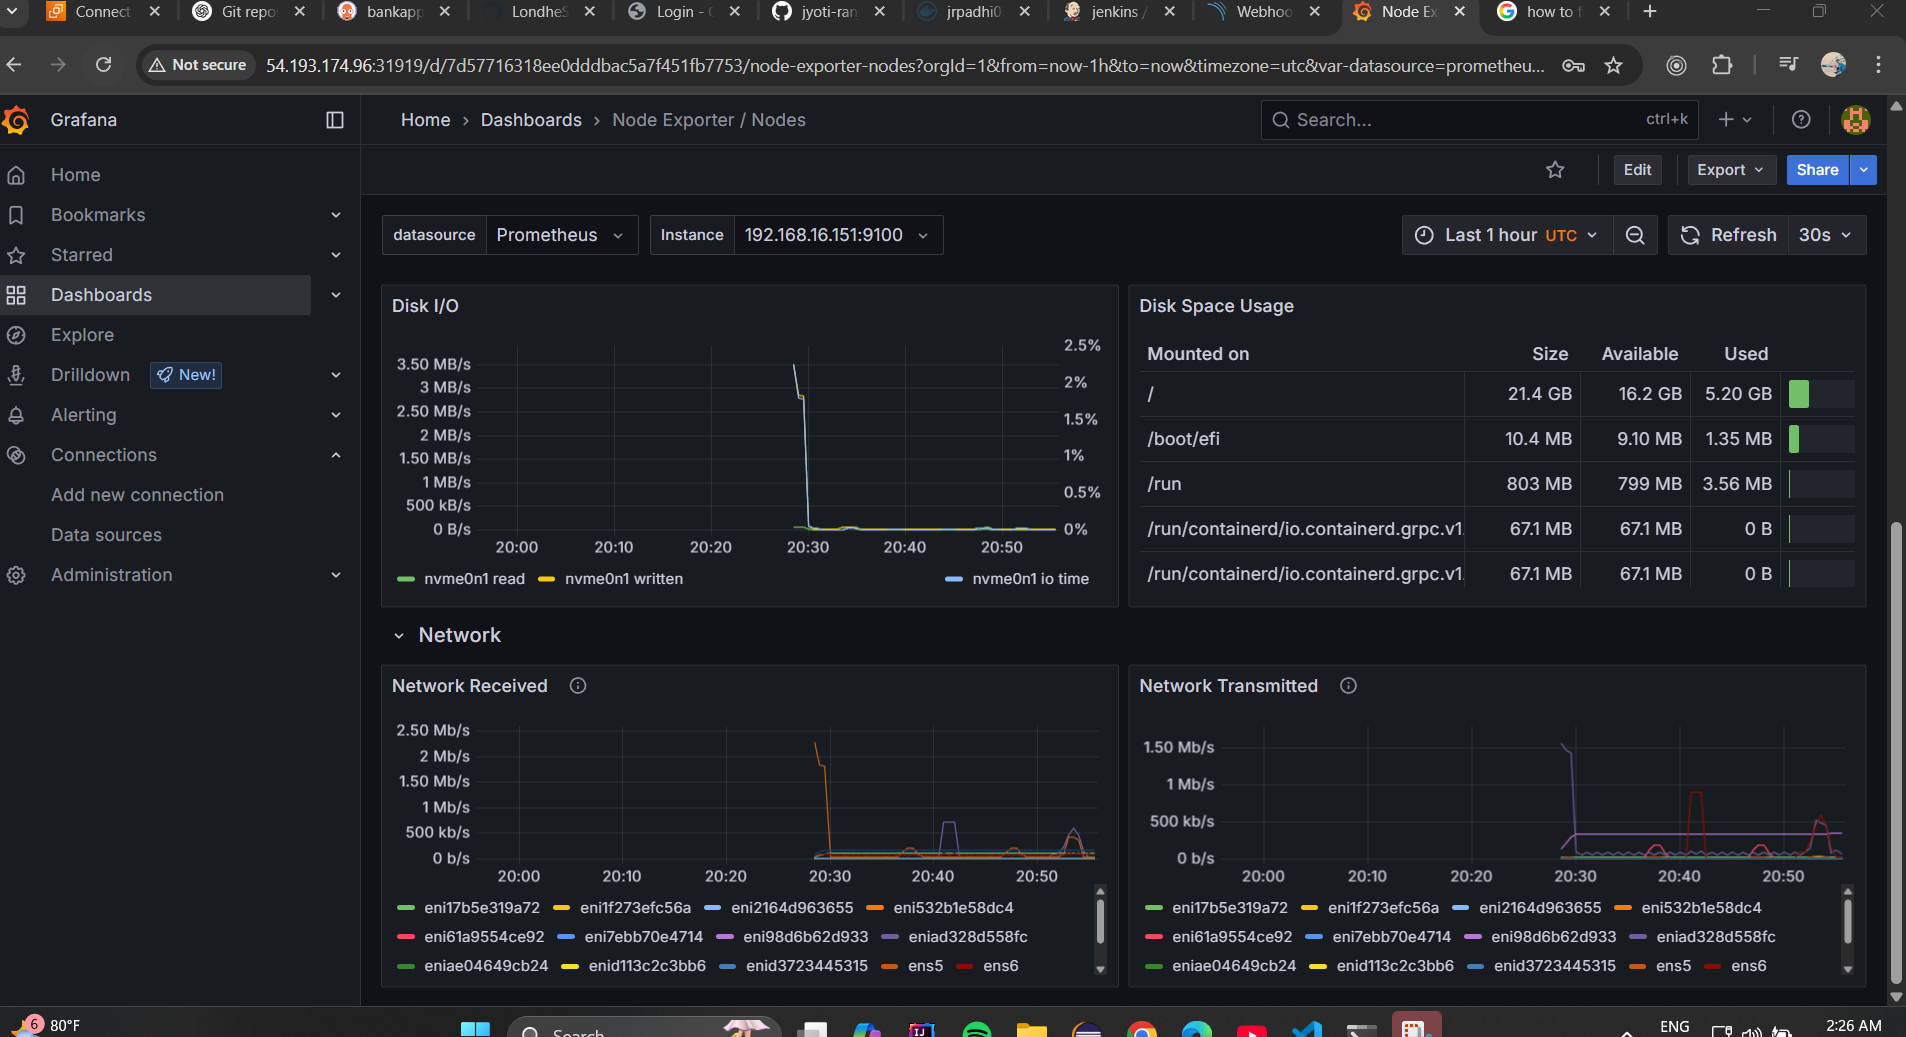 Connect
Git repo
bankapp
LondheS
Login - C
jyoti-ran
jrpadhi0
jenkins /
Webhoo
Node Ex
how to f
Not secure
54.193.174.96:31919/d/7d57716318ee0dddbac5a7f451fb7753/node-exporter-nodes?orgId=1&from=now-1h&to=now&timezone=utc&var-datasource=prometheu...
Grafana
Home › Dashboards › Node Exporter / Nodes
Search...
ctrl+k
Edit
Export
Share
Home
Bookmarks
Starred
Dashboards
Explore
Drilldown
New!
Alerting
Connections
Add new connection
Data sources
Administration
datasource
Prometheus
Instance
192.168.16.151:9100
Last 1 hour UTC
Refresh
30s
Disk I/O
3.50 MB/s
3 MB/s
2.50 MB/s
2 MB/s
1.50 MB/s
1 MB/s
500 kB/s
0 B/s
2.5%
2%
1.5%
1%
0.5%
0%
20:00 20:10 20:20 20:30 20:40 20:50
nvme0n1 read nvme0n1 written nvme0n1 io time
Disk Space Usage
Mounted on Size Available Used
/ 21.4 GB 16.2 GB 5.20 GB
/boot/efi 10.4 MB 9.10 MB 1.35 MB
/run 803 MB 799 MB 3.56 MB
/run/containerd/io.containerd.grpc.v1. 67.1 MB 67.1 MB 0 B
/run/containerd/io.containerd.grpc.v1. 67.1 MB 67.1 MB 0 B
Network
Network Received
2.50 Mb/s
2 Mb/s
1.50 Mb/s
1 Mb/s
500 kb/s
0 b/s
20:00 20:10 20:20 20:30 20:40 20:50
eni17b5e319a72 eni1f273efc56a eni2164d963655 eni532b1e58dc4
eni61a9554ce92 eni7ebb70e4714 eni98d6b62d933 eniad328d558fc
eniae04649cb24 enid113c2c3bb6 enid3723445315 ens5 ens6
Network Transmitted
1.50 Mb/s
1 Mb/s
500 kb/s
0 b/s
20:00 20:10 20:20 20:30 20:40 20:50
eni17b5e319a72 eni1f273efc56a eni2164d963655 eni532b1e58dc4
eni61a9554ce92 eni7ebb70e4714 eni98d6b62d933 eniad328d558fc
eniae04649cb24 enid113c2c3bb6 enid3723445315 ens5 ens6
6
80°F
Search
IJ
ENG
2:26 AM